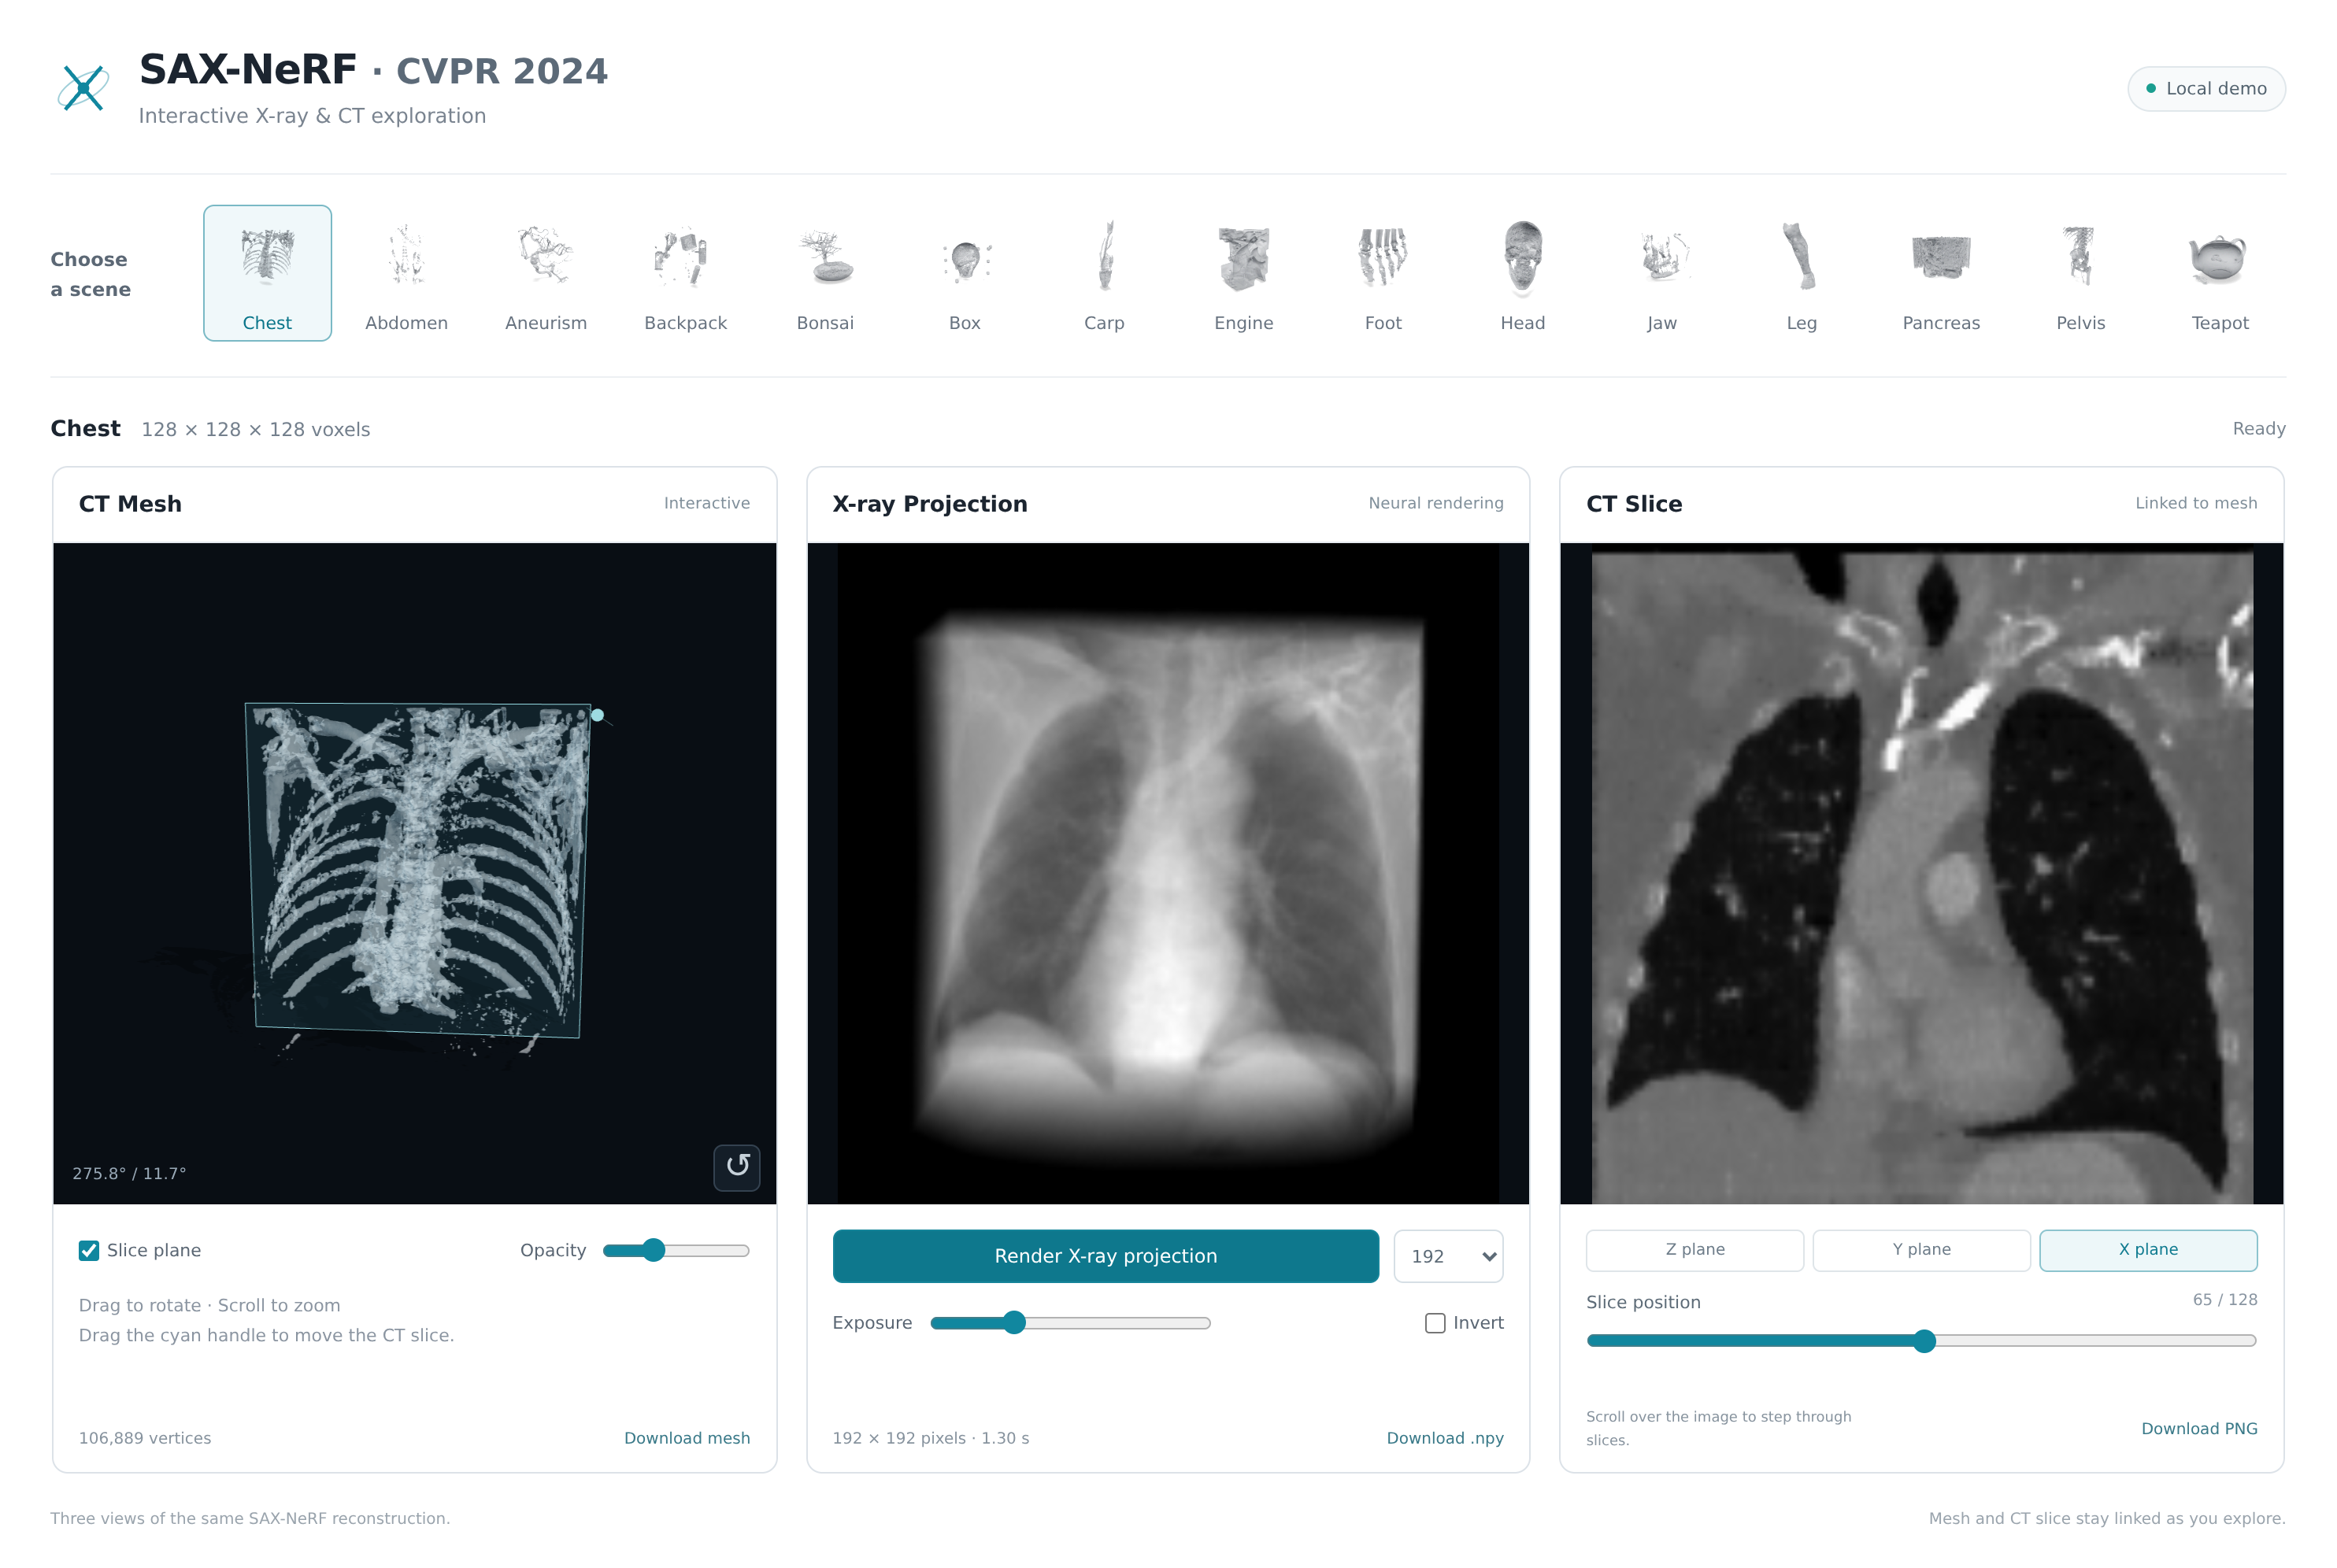 SAX-NeRF · CVPR 2024
Interactive X-ray & CT exploration
Local demo
Choose
a scene
Chest
Abdomen
Aneurism
Backpack
Bonsai
Box
Carp
Engine
Foot
Head
Jaw
Leg
Pancreas
Pelvis
Teapot
Chest 128 × 128 × 128 voxels
Ready
CT Mesh
Interactive
275.8° / 11.7°
Slice plane
Opacity
Drag to rotate · Scroll to zoom
Drag the cyan handle to move the CT slice.
106,889 vertices
Download mesh
X-ray Projection
Neural rendering
Render X-ray projection
192
Exposure
Invert
192 × 192 pixels · 1.30 s
Download .npy
CT Slice
Linked to mesh
Z plane
Y plane
X plane
Slice position
65 / 128
Scroll over the image to step through
slices.
Download PNG
Three views of the same SAX-NeRF reconstruction.
Mesh and CT slice stay linked as you explore.